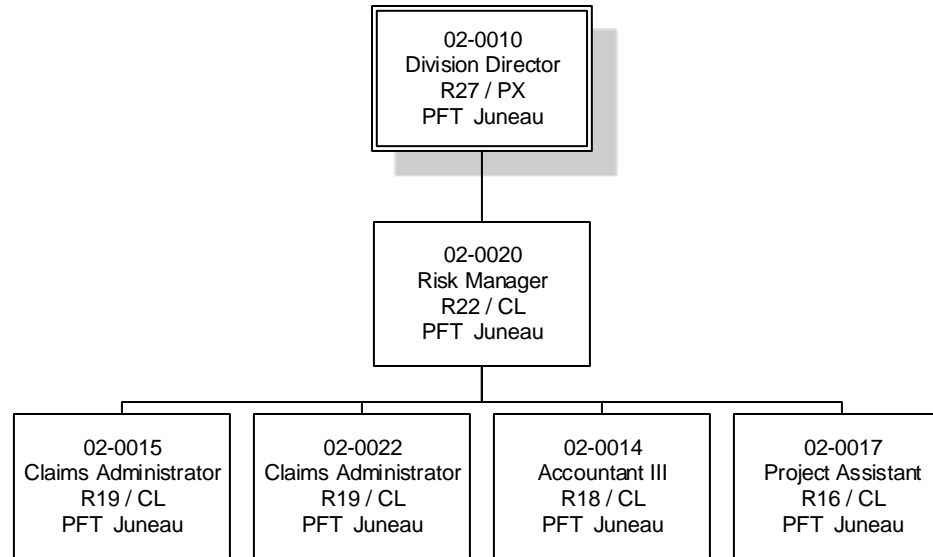 02-0010
Division Director
R27 / PX
PFT Juneau
02-0020
Risk Manager
R22 / CL
PFT Juneau
02-0015
Claims Administrator
R19 / CL
PFT Juneau
02-0022
Claims Administrator
R19 / CL
PFT Juneau
02-0014
Accountant III
R18 / CL
PFT Juneau
02-0017
Project Assistant
R16 / CL
PFT Juneau